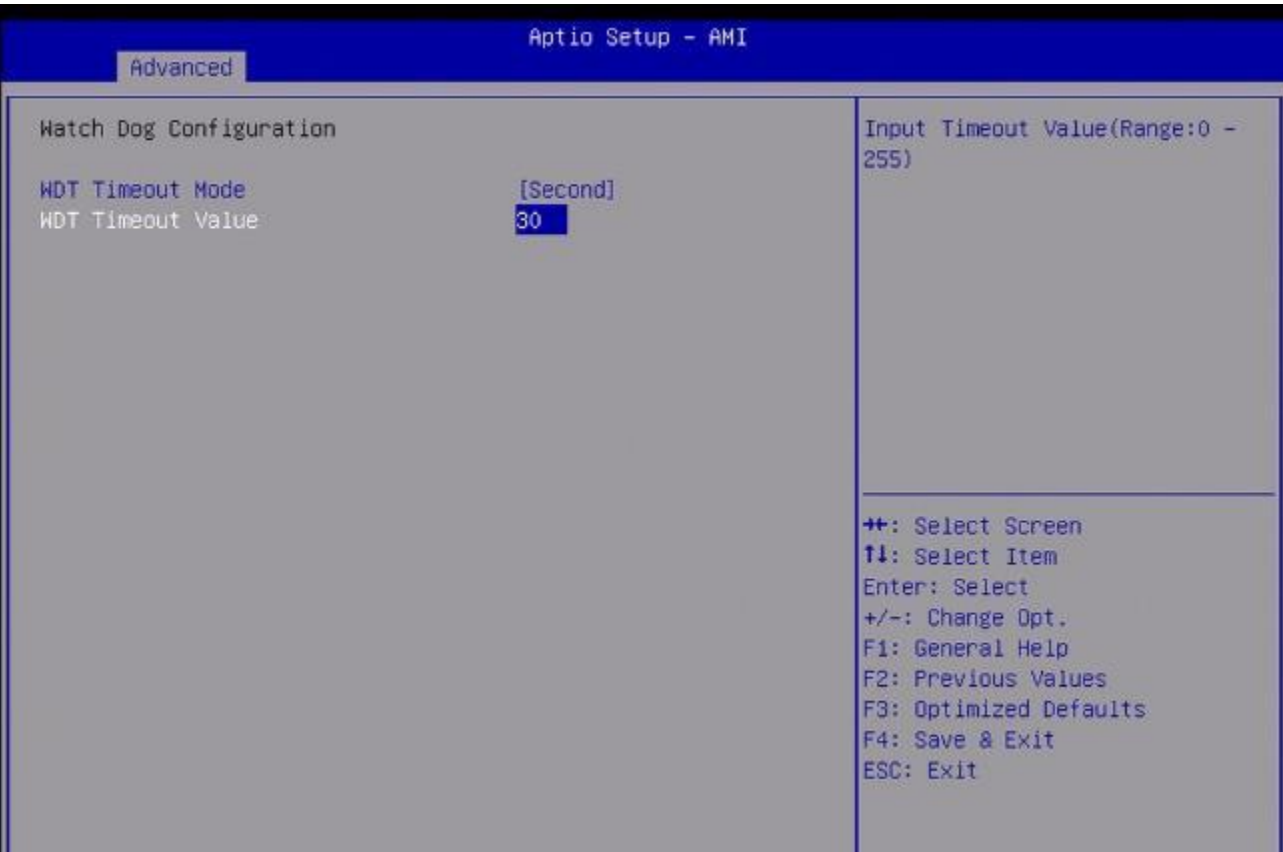 Aptio Setup - AMI
Advanced
Watch Dog Configuration
WDT Timeout Mode [Second]
WDT Timeout Value 30
Input Timeout Value(Range:0 -
255)
→←: Select Screen
↑↓: Select Item
Enter: Select
+/-: Change Opt.
F1: General Help
F2: Previous Values
F3: Optimized Defaults
F4: Save & Exit
ESC: Exit